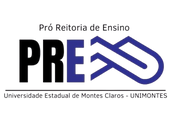 Pró Reitoria de Ensino
PRE
Universidade Estadual de Montes Claros - UNIMONTES